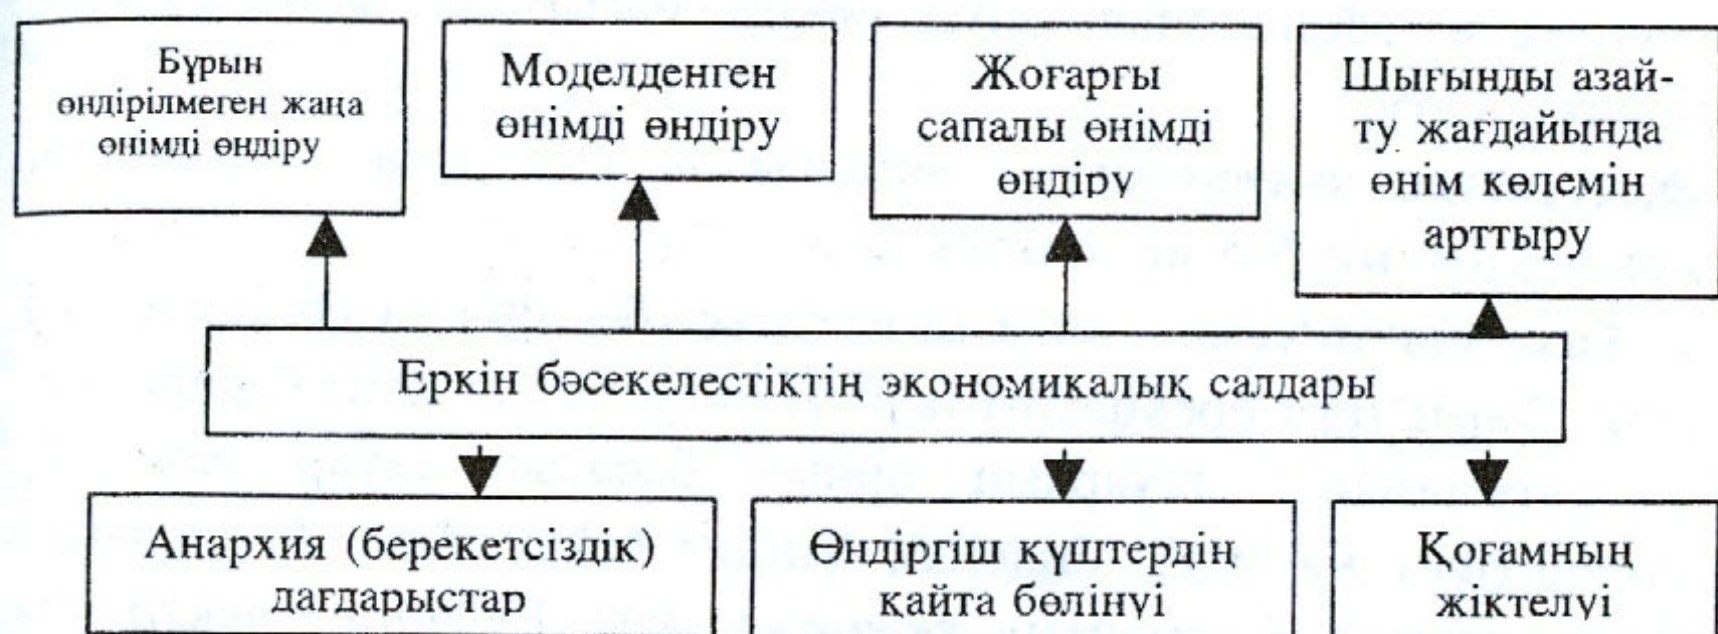 Бұрын
өндірілмеген жаңа
өнімді өндіру
Моделденген
өнімді өндіру
Жоғаргы
сапалы өнімді
өндіру
Шығынды азай-
ту жағдайында
өнім көлемін
арттыру
Еркін бәсекелестіктің экономикалық салдары
Анархия (берекетсіздік)
дағдарыстар
Өндіргіш күштердің
қайта бөлінуі
Қоғамның
жіктелуі